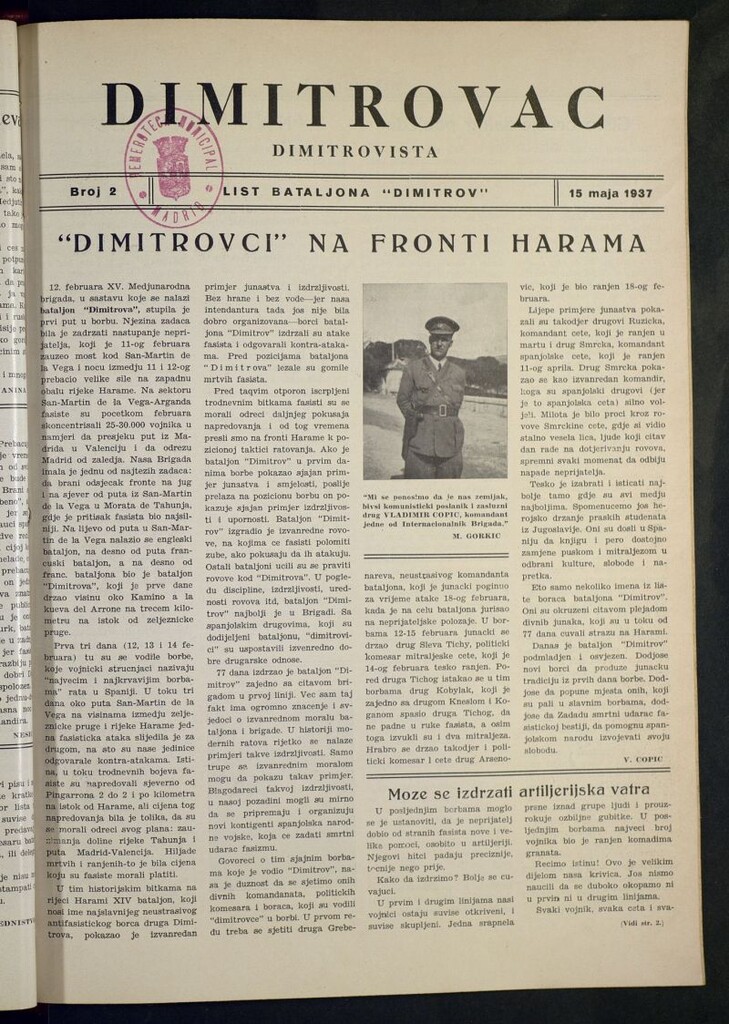 DIMITROVAC
DIMITROVISTA
HEMEROTECA MUNICIPAL
MADRID
Broj 2
LIST BATALJONA "DIMITROV"
15 maja 1937
"DIMITROVCI" NA FRONTI HARAMA
12. februara XV. Medjunarodna
brigada, u sastavu koje se nalazi
bataljon "Dimitrova", stupila je
prvi put u borbu. Njezina zadaca
bila je zadrzati nastupanje nepri-
jatelja, koji je 11-og februara
zauzeo most kod San-Martin de
la Vega i nocu izmedju 11 i 12-og
prebacio velike sile na zapadnu
obalu rijeke Harame. Na sektoru
San-Martin de la Vega-Arganda
fasiste su pocetkom februara
skoncentrisali 25-30.000 vojnika u
namjeri da presjeku put iz Ma-
drida u Valenciju i da odrezu
Madrid od zaledja. Nasa Brigada
imala je jednu od najtezih zadaca:
da brani odsjecak fronte na jug
i na sjever od puta iz San-Martin
de la Vega u Morata de Tahunja,
gdje je pritisak fasista bio najsil-
niji. Na lijevo od puta u San-Mar-
tin de la Vega nalazio se engleski
bataljon, na desno od puta fran-
cuski bataljon, a na desno od
franc. bataljona bio je bataljon
"Dimitrova", koji je prve dane
drzao visinu oko Kamino a la
kueva del Arrone na trecem kilo-
metru na istok od zeljeznicke
pruge.
Prva tri dana (12, 13 i 14 fe-
bruara) tu su se vodile borbe,
koje vojnicki strucnjaci nazivaju
"najvecim i najkrvavijim borba-
ma" rata u Spaniji. U toku tri
dana oko puta San-Martin de la
Vega na visinama izmedju zelje-
znicke pruge i rijeke Harame jed-
na fasisticka ataka slijedila je za
drugom, na sto su nase jedinice
odgovarale kontra-atakama. Isti-
na, u toku trodnevnih bojeva fa-
siste su napredovali sjeverno od
Pingarrona 2 do 2 i po kilometra
na istok od Harame, ali cijena tog
napredovanja bila je tolika, da su
se morali odreci svog plana: zau-
zimanja doline rijeke Tahunja i
puta Madrid-Valencija. Hiljade
mrtvih i ranjenih-to je bila cijena
koju su fasiste morali platiti.
U tim historijskim bitkama na
rijeci Harami XIV bataljon, koji
nosi ime najslavnijeg neustrasivog
antifasistickog borca druga Dimi-
trova, pokazao je izvanredan
primjer junastva i izdrzljivosti.
Bez hrane i bez vode—jer nasa
intendantura tada jos nije bila
dobro organizovana—borci batal-
jona "Dimitrov" izdrzali su atake
fasista i odgovarali kontra-ataka-
ma. Pred pozicijama bataljona
"Dimitrova" lezale su gomile
mrtvih fasista.
Pred taqvim otporon iscrpljeni
trodnevnim bitkama fasisti su se
morali odreci daljnjeg pokusaja
napredovanja i od tog vremena
presli smo na fronti Harame k po-
zicionoj taktici ratovanja. Ako je
bataljon "Dimitrov" u prvim da-
nima borbe pokazao sjajan prim-
jer junastva i smjelosti, poslije
prelaza na pozicionu borbu on po-
kazuje sjajan primjer izdrzljivos-
ti i upornosti. Bataljon "Dimit-
rov" izgradio je izvanredne rovo-
ve, na kojima ce fasisti polomiti
zube, ako pokusaju da ih atakuju.
Ostali bataljoni ucili su se praviti
rovove kod "Dimitrova". U pogle-
du discipline, izdrzljivosti, ured-
nosti rovova itd, bataljon "Dimit-
rov" najbolji je u Brigadi. Sa
spanjolskim drugovima, koji su
dodijeljeni bataljonu, "dimitrovi-
ci" su uspostavili izvenredno do-
bre drugarske odnose.
77 dana izdrzao je bataljon "Di-
mitrov" zajedno sa citavom bri-
gadom u prvoj liniji. Vec sam taj
fakt ima ogromno znacenje i sv-
jedoci o izvanrednom moralu ba-
taljona i brigade. U historiji mo-
dernih ratova rijetko se nalaze
primjeri takve izdrzljivosti. Samo
trupe sa izvanrednim moralom
mogu da pokazu takav primjer.
Blagodareci takvoj izdrzljivosti,
u nasoj pozadini mogli su mirno
da se pripremaju i organizuju
novi kontigenti spanjolska narod-
ne vojske, koja ce zadati smrtni
udarac fasizmu.
Govoreci o tim ajajnim borba-
ma koje je vodio "Dimitrov", na-
sa je duznost da se sjetimo onih
divnih komandanata, politickih
komesara i boraca, koji su vodili
"dimitrovce" u borbi. U prvom re-
du treba se sjetiti druga Grebe-
"Mi se ponosimo da je nas zemljak,
bivsi komunisticki poslanik i zasluzni
drug VLADIMIR COPIC, komandant
jedne od Internacionalnik Brigada."
M. GORKIC
nareva, neustrasivog komandanta
bataljona, koji je junacki poginuo
za vrijeme atake 18-og februara,
kada je na celu bataljona jurisao
na neprijateljske polozaje. U bor-
bama 12-15 februara junacki se
drzao drug Sleva Tichy, politicki
komesar mitraljeske cete, koji je
14-og februara tesko ranjen. Po-
red druga Tichog istakao se u tim
borbama drug Kobylak, koji je
zajedno sa drugom Kneslom i Ko-
ganom spasio druga Tichog, da
ne padne u ruke fasista, a osim
toga izvukli su i dva mitraljeza.
Hrabro se drzao takodjer i poli-
ticki komesar I cete drug Arseno-
vic, koji je bio ranjen 18-og fe-
bruara.
Lijepe primjere junastva poka-
zali su takodjer drugovi Ruzicka,
komandant cete, koji je ranjen u
martu i drug Smrcka, komandant
spanjolske cete, koji je ranjen
11-og aprila. Drug Smrcka poka-
zao se kao izvanredan komandir,
koga su spanjolski drugovi (jer
je to spanjolska ceta) silno vol-
jeli. Milota je bilo proci kroz ro-
vove Smrckine cete, gdje si vidio
stalno vesela lica, ljude koji citav
dan rade na dotjerivanju rovova,
spremni svaki momenat da odbiju
napade neprijatelja.
Tesko je izabrati i isticati naj-
bolje tamo gdje su svi medju
najboljima. Spomenucemo jos he-
rojsko drzanje praskih studenata
iz Jugoslavije. Oni su dosli u Spa-
niju da knjigu i pero dostojno
zamjene puskom i mitraljezom u
odbrani kulture, slobode i na-
pretka.
Eto samo nekoliko imena iz lis-
te boraca bataljona "Dimitrov".
Oni su okruzeni citavom plejadom
divnih junaka, koji su u toku od
77 dana cuvali strazu na Harami.
Danas je bataljon "Dimitrov"
podmladjen i osvjezen. Dodjose
novi borci da produze junacku
tradiciju iz prvih dana borbe. Dod-
jose da popune mjesta onih, koji
su pali u slavnim borbama, dod-
jose da Zadadu smrtni udarac fa-
sistickoj bestiji, da pomognu span-
jolskom narodu izvojevati svoju
slobodu.
V. COPIC
Moze se izdrzati artiljerijska vatra
U posljednjim borbama moglo
se je ustanoviti, da je neprijatelj
dobio od stranih fasista nove i ve-
lika pomoci, osobito u artiljeriji.
Njegovi hitci padaju preciznije,
tocnije nego prije.
Kako da izdrzimo? Bolje se cu-
vajuci.
U prvim i drugim linijama nasi
vojnici ostaju suvise otkriveni, i
suvise skupljeni. Jedna srapnela
prsne iznad grupe ljudi i prouz-
rokuje ozbiljne gubitke. U pos-
ljednjim borbama najveci broj
vojnika bio je ranjen komadima
granata.
Recimo istinu! Ovo je velikim
dijelom nasa krivica. Jos nismo
naucili da se duboko okopamo ni
u prvin ni u drugim linijama.
Svaki vojnik, svaka ceta i sva-
(Vidi str. 2.)